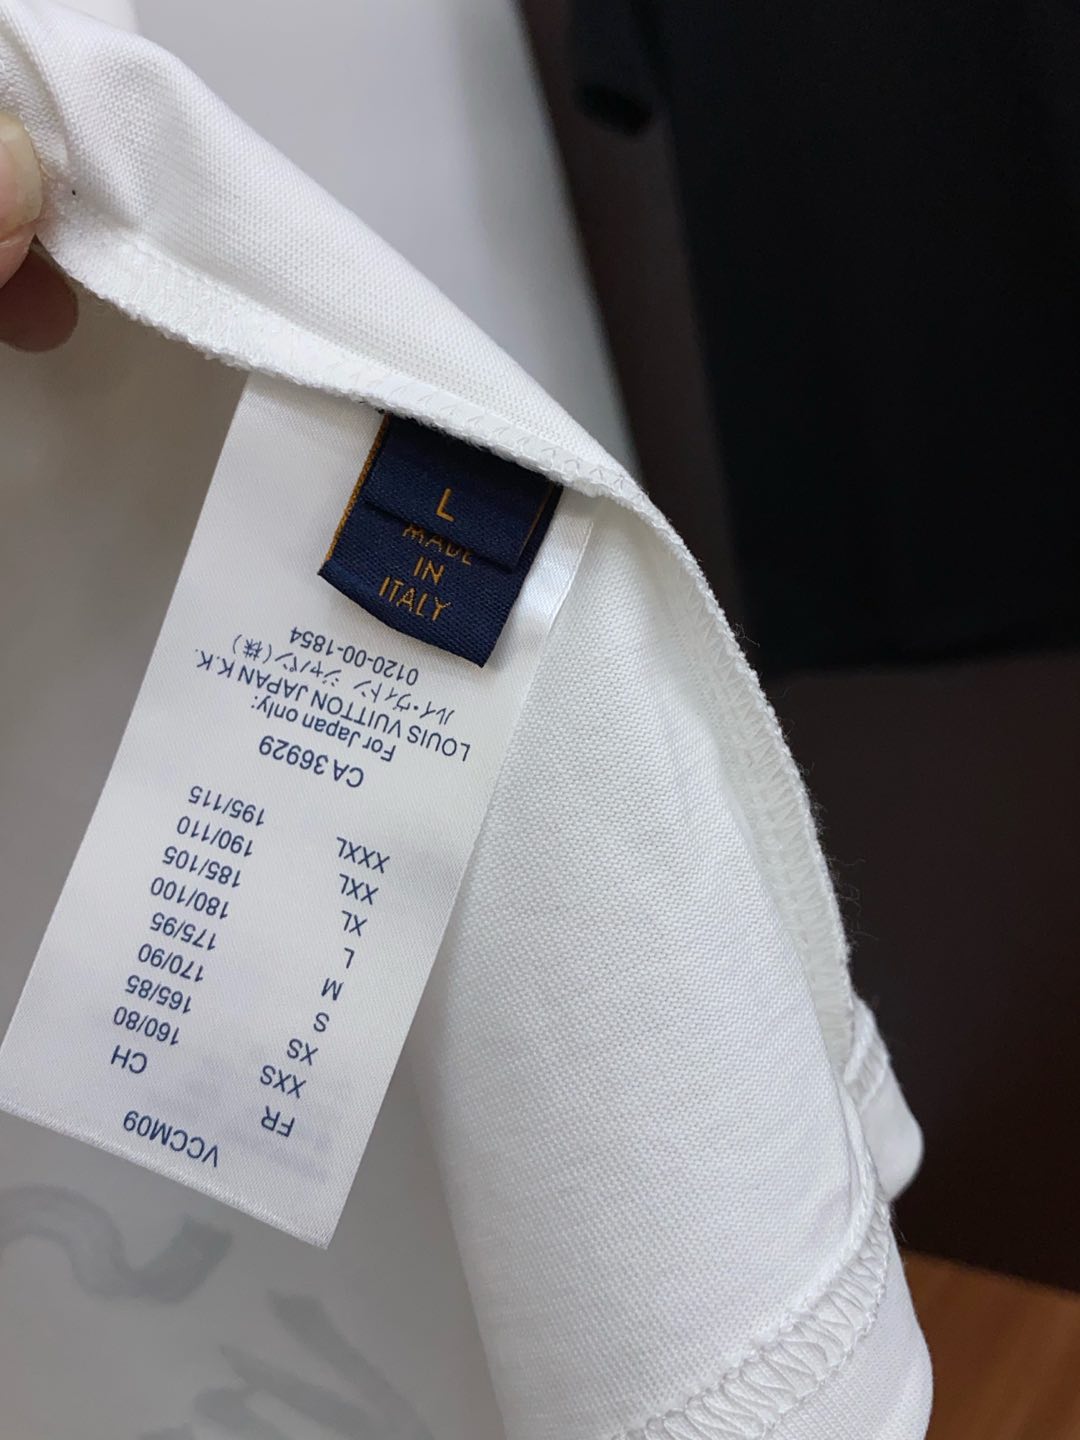 L
MADE
IN
ITALY
VCCM09
FR CH
XXS 160/80
XS 165/85
S 170/90
M 175/95
L 180/100
XL 185/105
XXL 190/110
XXXL 195/115
CA 36929
For Japan only:
LOUIS VUITTON JAPAN K.K.
ルイ・ヴィトン ジャパン(株)
0120-00-1854